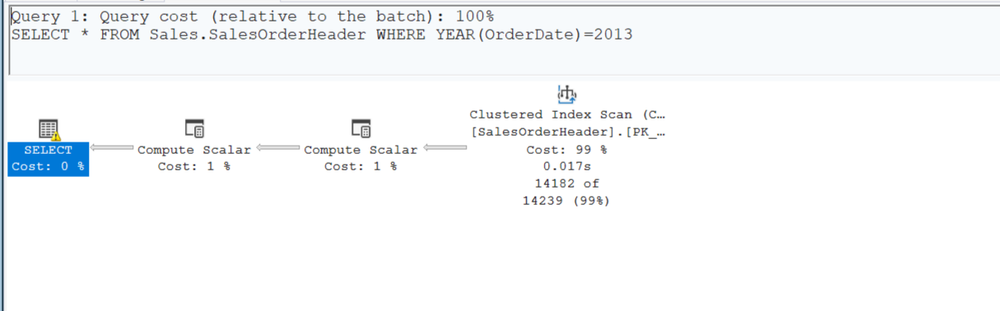 Query 1: Query cost (relative to the batch): 100%
SELECT * FROM Sales.SalesOrderHeader WHERE YEAR(OrderDate)=2013
SELECT
Cost: 0 %
Compute Scalar
Cost: 1 %
Compute Scalar
Cost: 1 %
Clustered Index Scan (C…
[SalesOrderHeader].[PK_…
Cost: 99 %
0.017s
14182 of
14239 (99%)